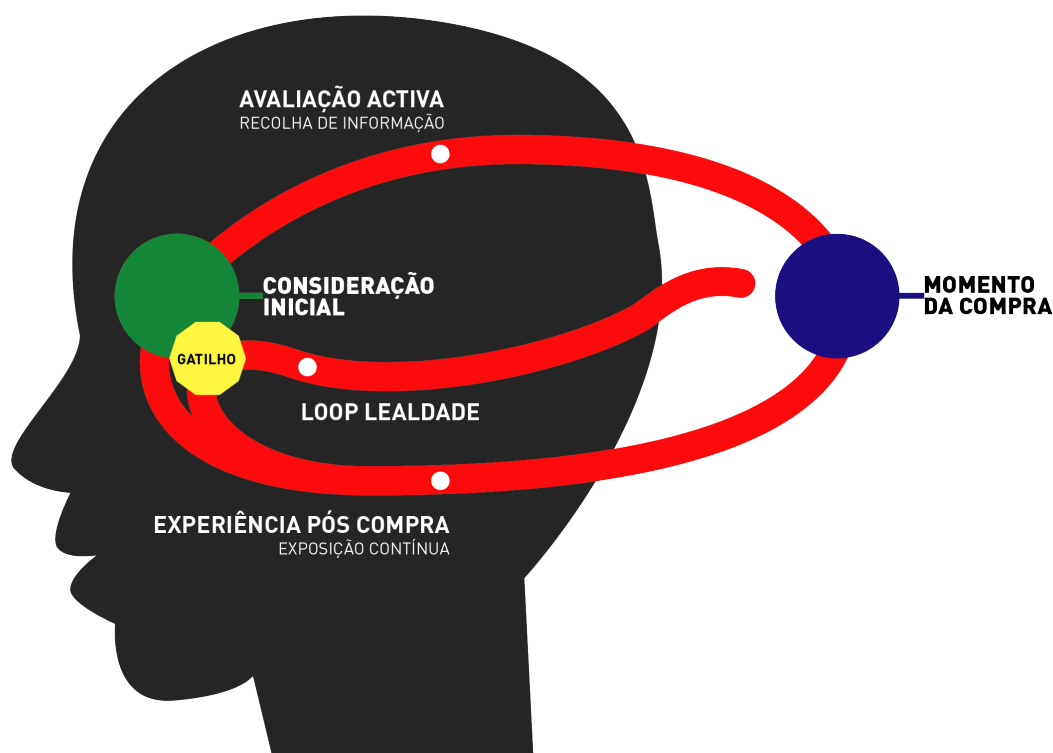 AVALIAÇÃO ACTIVA
RECOLHA DE INFORMAÇÃO
CONSIDERAÇÃO
INICIAL
MOMENTO
DA COMPRA
GATILHO
LOOP LEALDADE
EXPERIÊNCIA PÓS COMPRA
EXPOSIÇÃO CONTÍNUA